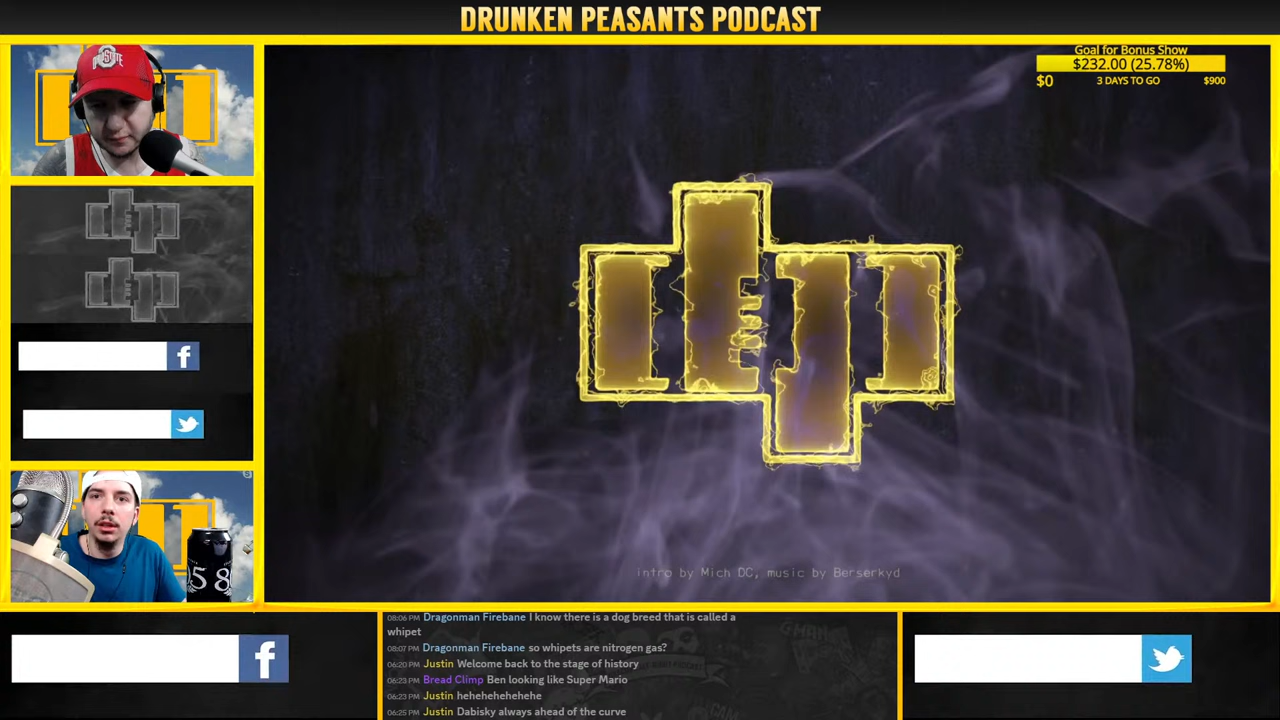 DRUNKEN PEASANTS PODCAST
Goal for Bonus Show
$232.00 (25.78%)
$0 3 DAYS TO GO $900
STATE
58
intro by Mich DC, music by Berserkyd
08:06 PM Dragonman Firebane I know there is a dog breed that is called a
whipet
08:07 PM Dragonman Firebane so whipets are nitrogen gas?
06:20 PM Justin Welcome back to the stage of history
06:23 PM Bread Climp Ben looking like Super Mario
06:23 PM Justin hehehehehehehe
06:25 PM Justin Dabisky always ahead of the curve